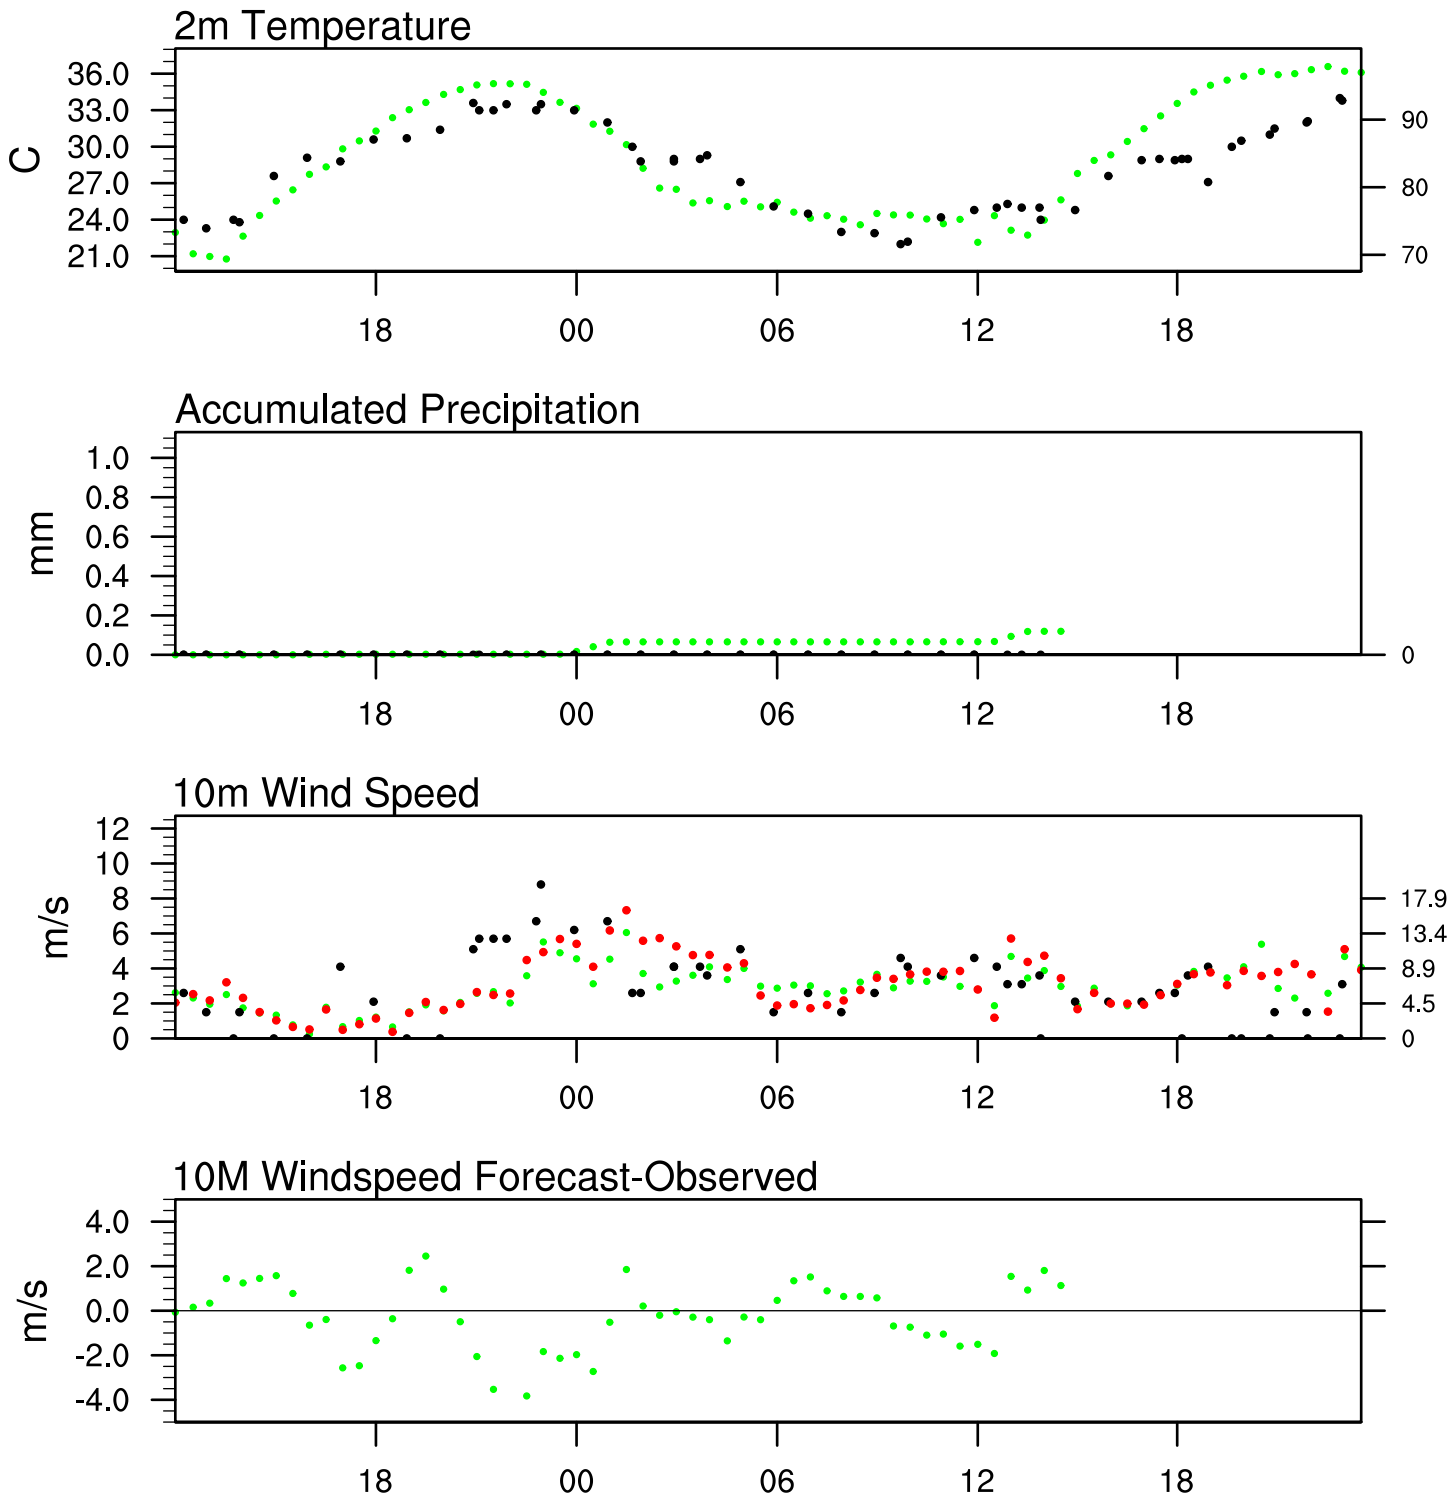 2m Temperature
C
36.0
33.0
30.0
27.0
24.0
21.0
90
80
70
18 00 06 12 18
Accumulated Precipitation
mm
1.0
0.8
0.6
0.4
0.2
0.0
0
18 00 06 12 18
10m Wind Speed
m/s
12
10
8
6
4
2
0
17.9
13.4
8.9
4.5
0
18 00 06 12 18
10M Windspeed Forecast-Observed
m/s
4.0
2.0
0.0
-2.0
-4.0
18 00 06 12 18